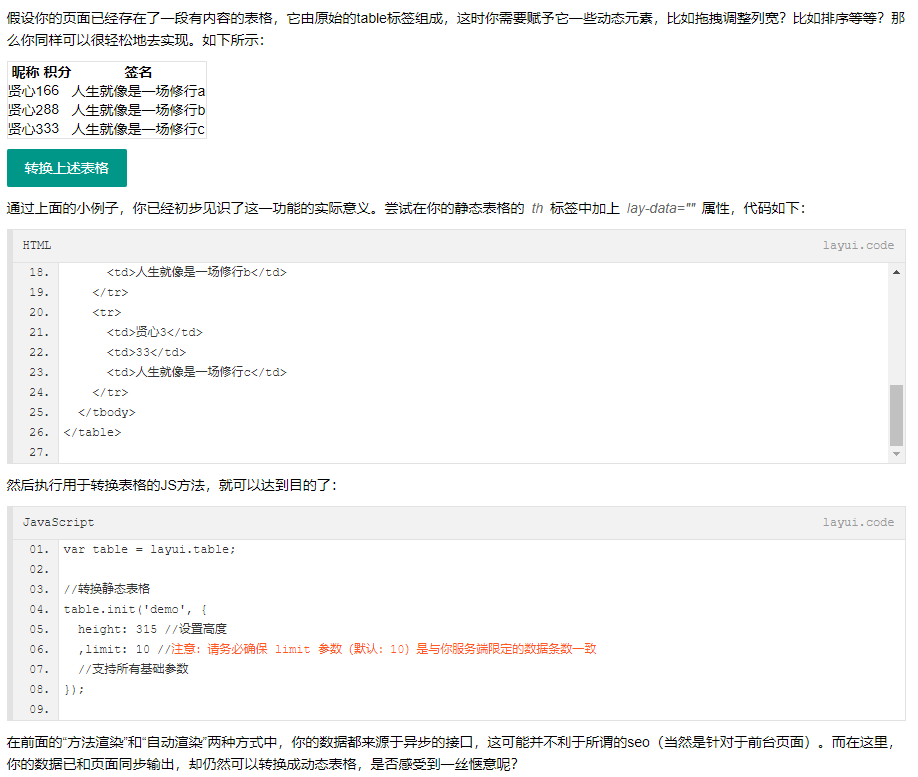 假设你的页面已经存在了一段有内容的表格，它由原始的table标签组成，这时你需要赋予它一些动态元素，比如拖拽调整列宽？比如排序等等？那
么你同样可以很轻松地去实现。如下所示：
昵称 积分 签名
贤心166 人生就像是一场修行a
贤心288 人生就像是一场修行b
贤心333 人生就像是一场修行c
转换上述表格
通过上面的小例子，你已经初步见识了这一功能的实际意义。尝试在你的静态表格的 th 标签中加上 lay-data="" 属性，代码如下：
HTML layui.code
18. <td>人生就像是一场修行b</td>
19. </tr>
20. <tr>
21. <td>贤心3</td>
22. <td>33</td>
23. <td>人生就像是一场修行c</td>
24. </tr>
25. </tbody>
26. </table>
27.
然后执行用于转换表格的JS方法，就可以达到目的了：
JavaScript layui.code
01. var table = layui.table;
02.
03. //转换静态表格
04. table.init('demo', {
05. height: 315 //设置高度
06. ,limit: 10 //注意：请务必确保 limit 参数（默认：10）是与你服务端限定的数据条数一致
07. //支持所有基础参数
08. });
09.
在前面的“方法渲染”和“自动渲染”两种方式中，你的数据都来源于异步的接口，这可能并不利于所谓的seo（当然是针对于前台页面）。而在这里，
你的数据已和页面同步输出，却仍然可以转换成动态表格，是否感受到一丝惬意呢？